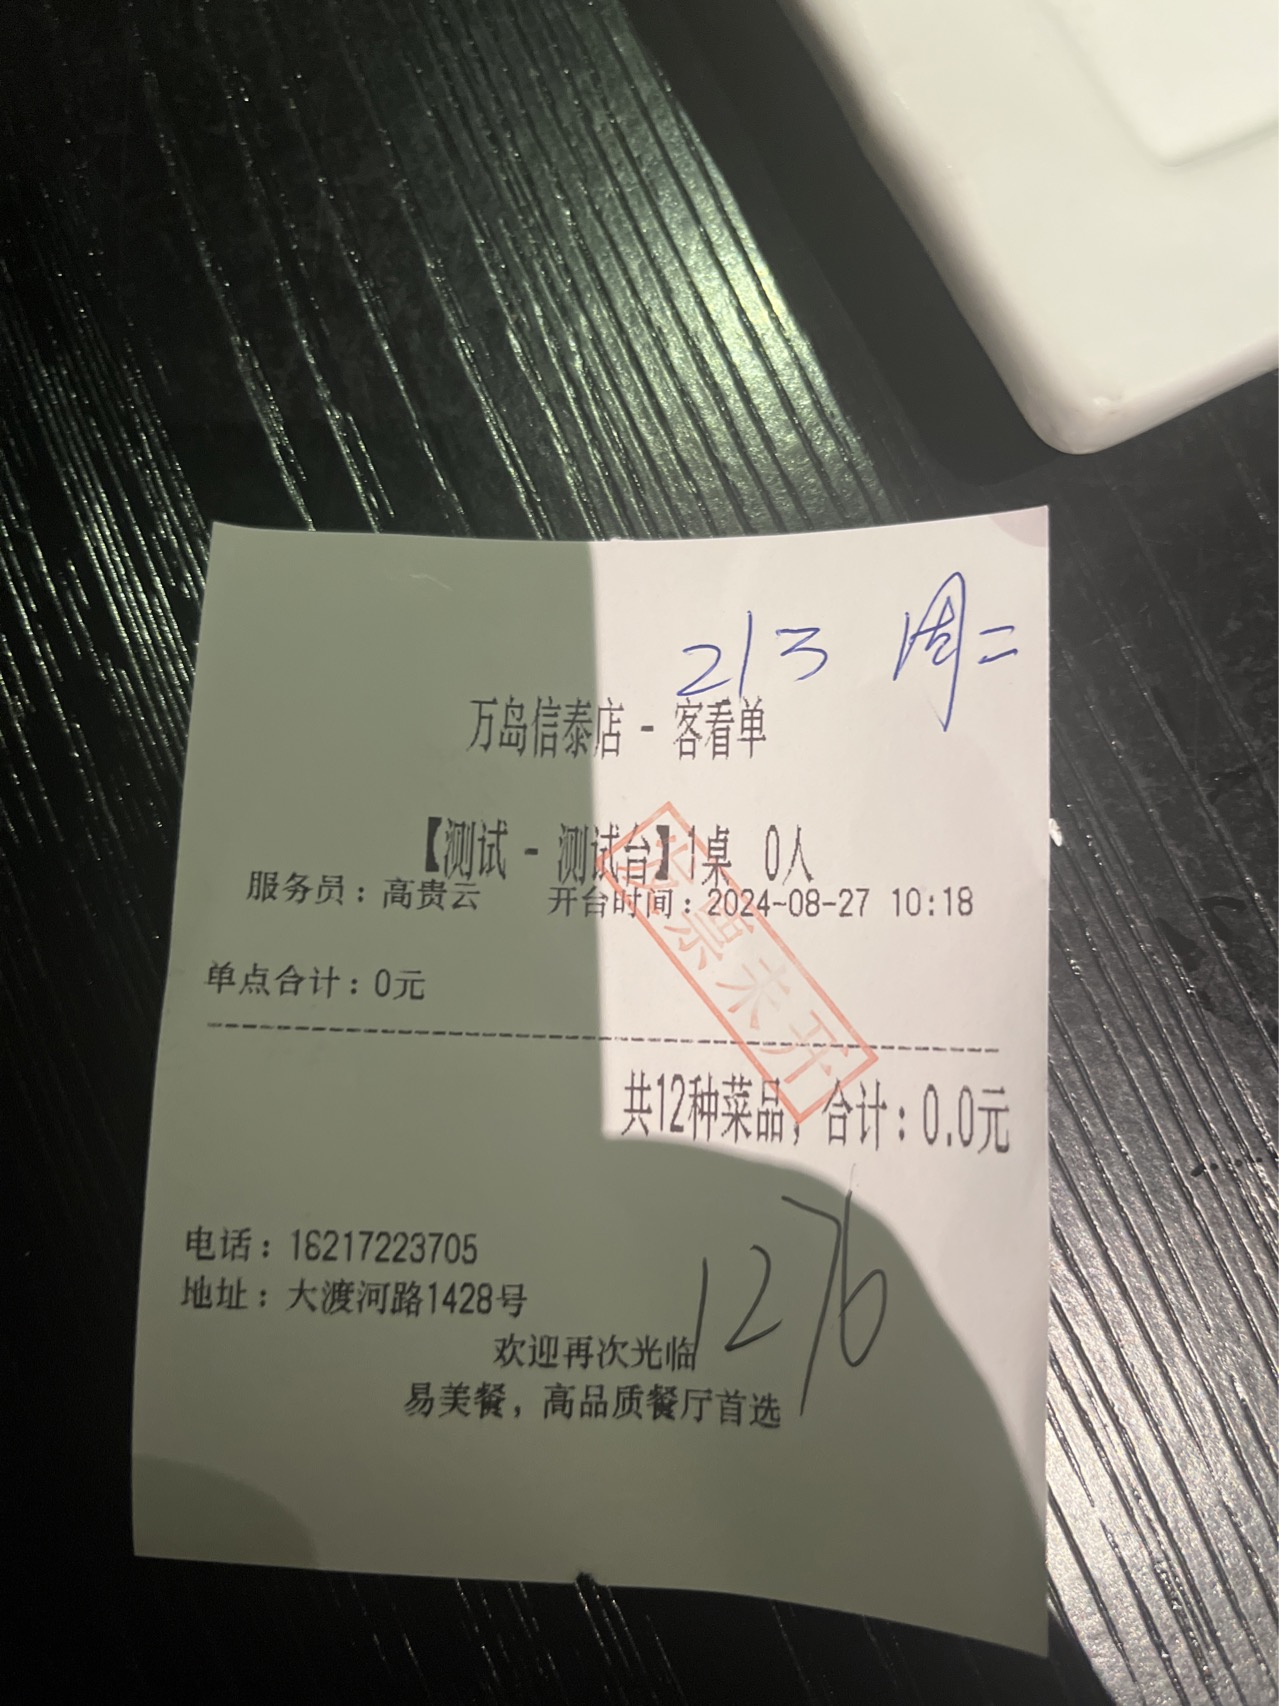 213 周二
万岛信泰店 - 客看单
【测试 - 测试台】1桌 0人
服务员：高贵云 开台时间：2024-08-27 10:18
发票未开
单点合计：0元
共12种菜品，合计：0.0元
1276
电话：16217223705
地址：大渡河路1428号
欢迎再次光临
易美餐，高品质餐厅首选